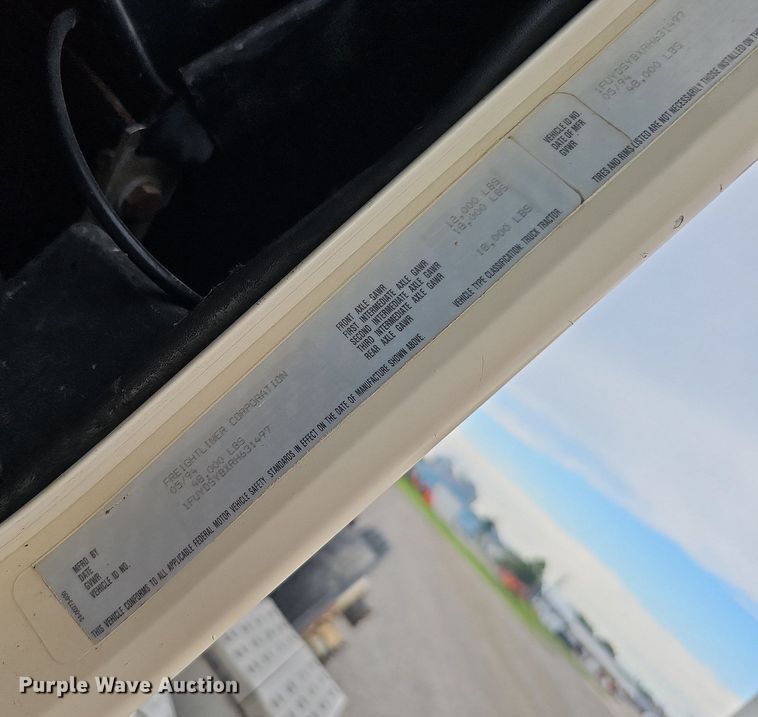 MFRD BY FREIGHTLINER CORPORATION
DATE 05/94
GVWR 48,000 LBS
VEHICLE ID NO. 1FUYDSYBXRH631497
THIS VEHICLE CONFORMS TO ALL APPLICABLE FEDERAL MOTOR VEHICLE SAFETY STANDARDS IN EFFECT ON THE DATE OF MANUFACTURE SHOWN ABOVE.
FRONT AXLE GAWR 12,000 LBS
FIRST INTERMEDIATE AXLE GAWR 18,000 LBS
SECOND INTERMEDIATE AXLE GAWR
THIRD INTERMEDIATE AXLE GAWR
REAR AXLE GAWR 18,000 LBS
VEHICLE TYPE CLASSIFICATION: TRUCK TRACTOR.
VEHICLE ID NO. 1FUYDSYBXRH631497
DATE OF MFR 05/94
GVWR 48,000 LBS
TIRES AND RIMS LISTED ARE NOT NECESSARILY THOSE INSTALLED ON THE
Purple Wave Auction